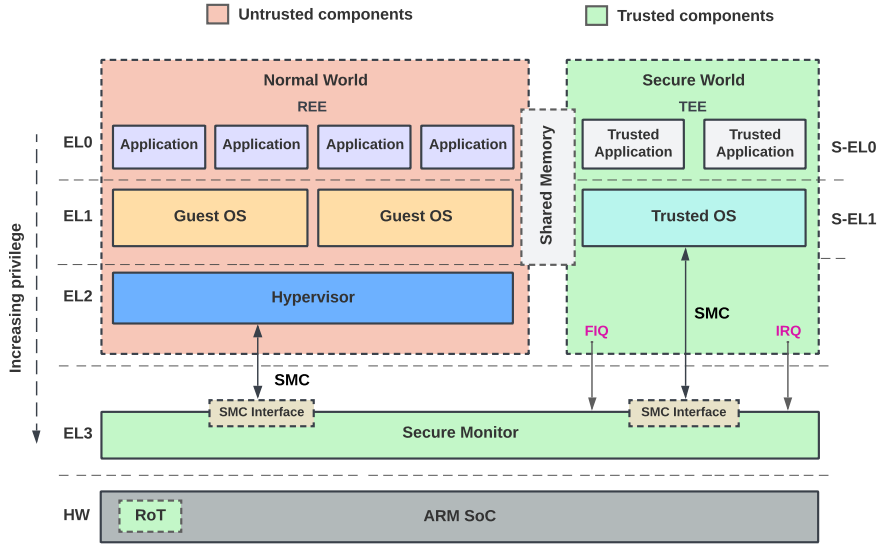 Untrusted components
Trusted components
Normal World
REE
Secure World
TEE
EL0
Application
Application
Application
Application
Shared Memory
Trusted
Application
Trusted
Application
S-EL0
EL1
Guest OS
Guest OS
Trusted OS
S-EL1
Increasing privilege
EL2
Hypervisor
SMC
FIQ
IRQ
SMC
SMC Interface
SMC Interface
EL3
Secure Monitor
HW
RoT
ARM SoC